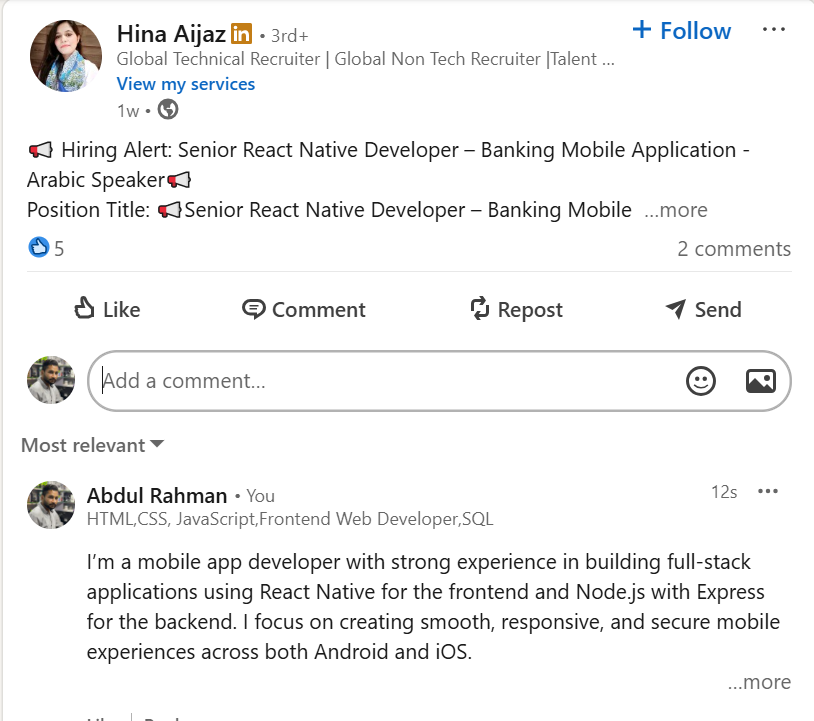 Hina Aijaz in • 3rd+
+ Follow ...
Global Technical Recruiter | Global Non Tech Recruiter |Talent ...
View my services
1w •
Hiring Alert: Senior React Native Developer – Banking Mobile Application -
Arabic Speaker
Position Title: Senior React Native Developer – Banking Mobile ...more
5
2 comments
Like
Comment
Repost
Send
Add a comment...
Most relevant
Abdul Rahman • You
12s ...
HTML,CSS, JavaScript,Frontend Web Developer,SQL
I’m a mobile app developer with strong experience in building full-stack
applications using React Native for the frontend and Node.js with Express
for the backend. I focus on creating smooth, responsive, and secure mobile
experiences across both Android and iOS.
...more